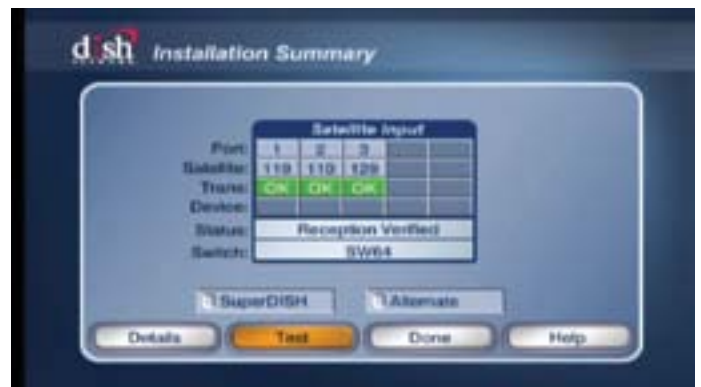 dish Installation Summary
NETWORK
Satellite Input
Port: 1 2 3
Satellite: 119 110 129
Trans: OK OK OK
Device:
Status: Reception Verified
Switch: SW64
SuperDISH Alternate
Details Test Done Help